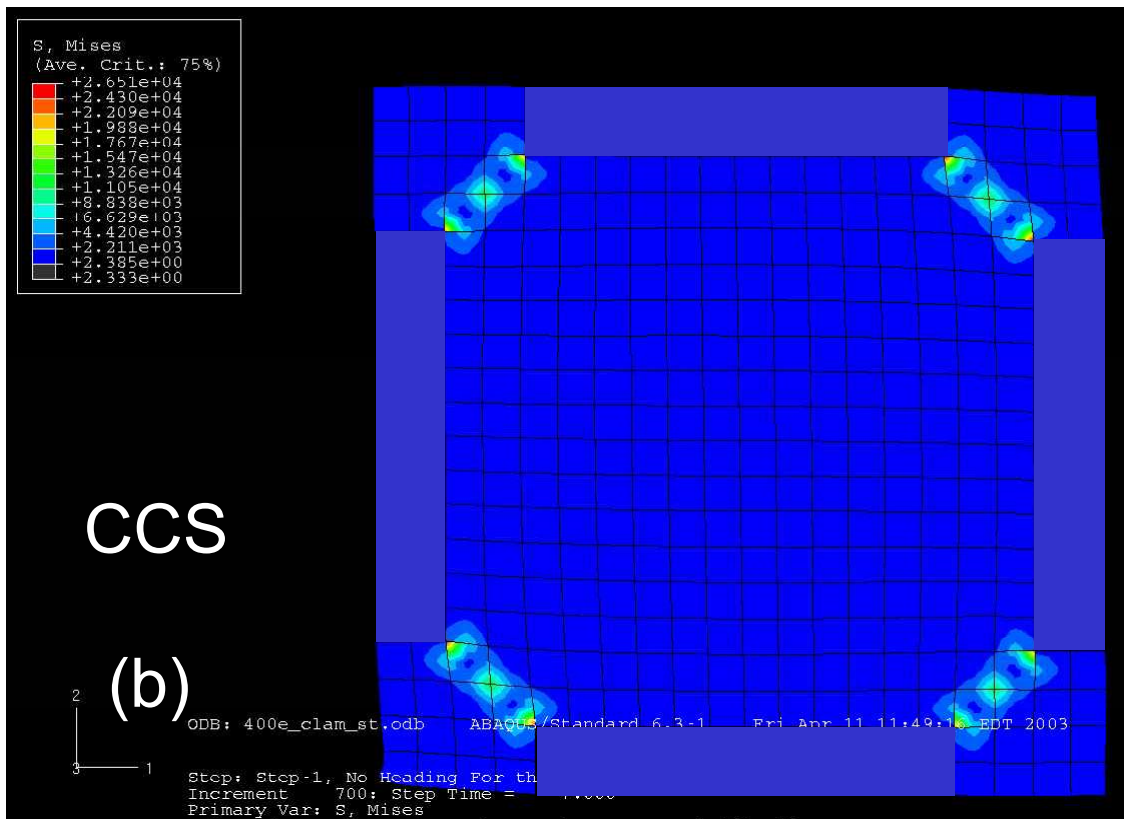 S, Mises
(Ave. Crit.: 75%)
+2.651e+04
+2.430e+04
+2.209e+04
+1.988e+04
+1.767e+04
+1.547e+04
+1.326e+04
+1.105e+04
+8.838e+03
+6.629e+03
+4.420e+03
+2.211e+03
+2.385e+00
+2.333e+00
CCS
(b)
2
3
1
ODB: 400e_clam_st.odb ABAQUS/Standard 6.3-1 Fri Apr 11 11:49:16 EDT 2003
Step: Step-1, No Heading For th
Increment 700: Step Time =
Primary Var: S, Mises